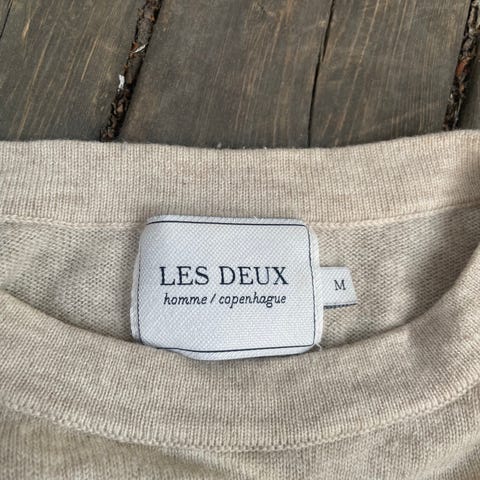 LES DEUX
homme / copenhague
M